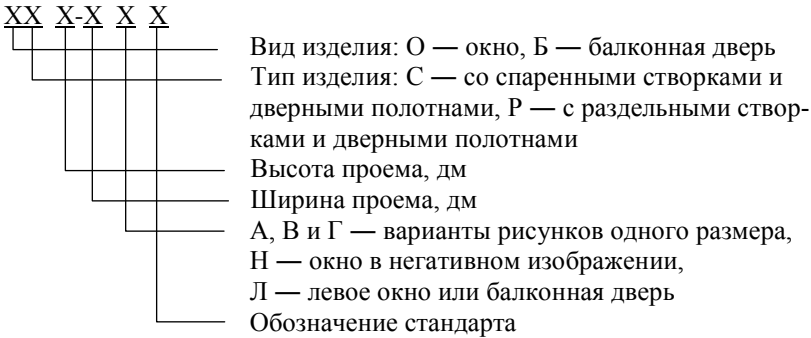 XX X-X X X
Вид изделия: О — окно, Б — балконная дверь
Тип изделия: С — со спаренными створками и
дверными полотнами, Р — с раздельными створ-
ками и дверными полотнами
Высота проема, дм
Ширина проема, дм
А, В и Г — варианты рисунков одного размера,
Н — окно в негативном изображении,
Л — левое окно или балконная дверь
Обозначение стандарта